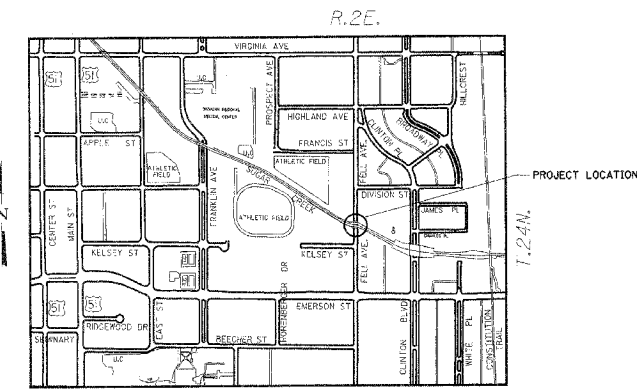 R.2E.
VIRGINIA AVE
51
51
U.C
U.C
PROSPECT AVE
HILLCREST
HIGHLAND AVE
FRANCIS ST
CLINTON PL
BROADWAY PL
APPLE ST
U.C
ATHLETIC FIELD
ATHLETIC FIELD
FELL AVE.
PROJECT LOCATION
SUGAR CREEK
FRANKLIN AVE
ATHLETIC FIELD
DIVISION ST
JAMES PL
T.24N.
N
CENTER ST
MAIN ST
KELSEY ST
KELSEY ST
FELL AVE.
DR
51
51
EAST ST
EMERSON ST
RIDGEWOOD DR
SEMINARY
BEECHER ST
CLINTON BLVD
WHITE PL
CONSTITUTION TRAIL
U.C